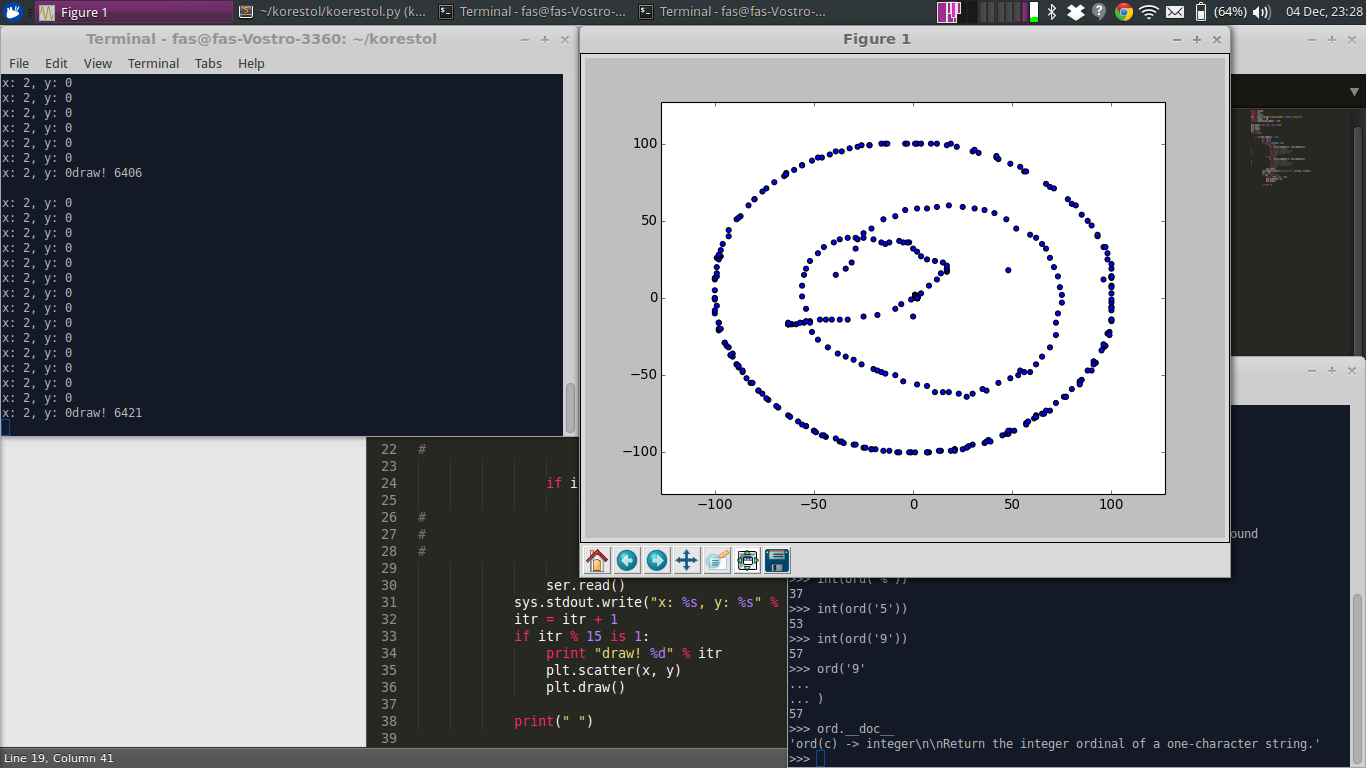 Figure 1
~/korestol/koerestol.py (k...
Terminal - fas@fas-Vostro-...
Terminal - fas@fas-Vostro-...
(64%)
04 Dec, 23:28
Terminal - fas@fas-Vostro-3360: ~/korestol
File Edit View Terminal Tabs Help
x: 2, y: 0
x: 2, y: 0
x: 2, y: 0
x: 2, y: 0
x: 2, y: 0
x: 2, y: 0
x: 2, y: 0draw! 6406
x: 2, y: 0
x: 2, y: 0
x: 2, y: 0
x: 2, y: 0
x: 2, y: 0
x: 2, y: 0
x: 2, y: 0
x: 2, y: 0
x: 2, y: 0
x: 2, y: 0
x: 2, y: 0
x: 2, y: 0
x: 2, y: 0
x: 2, y: 0
x: 2, y: 0draw! 6421
Figure 1
100
50
0
−50
−100
−100 −50 0 50 100
22 #
23
24 if i
25
26 #
27 #
28 #
29
30 ser.read()
31 sys.stdout.write("x: %s, y: %s" %
32 itr = itr + 1
33 if itr % 15 is 1:
34 print "draw! %d" % itr
35 plt.scatter(x, y)
36 plt.draw()
37
38 print(" ")
39
Line 19, Column 41
ound
>>> int(ord('%'))
37
>>> int(ord('5'))
53
>>> int(ord('9'))
57
>>> ord('9'
...
... )
57
>>> ord.__doc__
'ord(c) -> integer\n\nReturn the integer ordinal of a one-character string.'
>>>